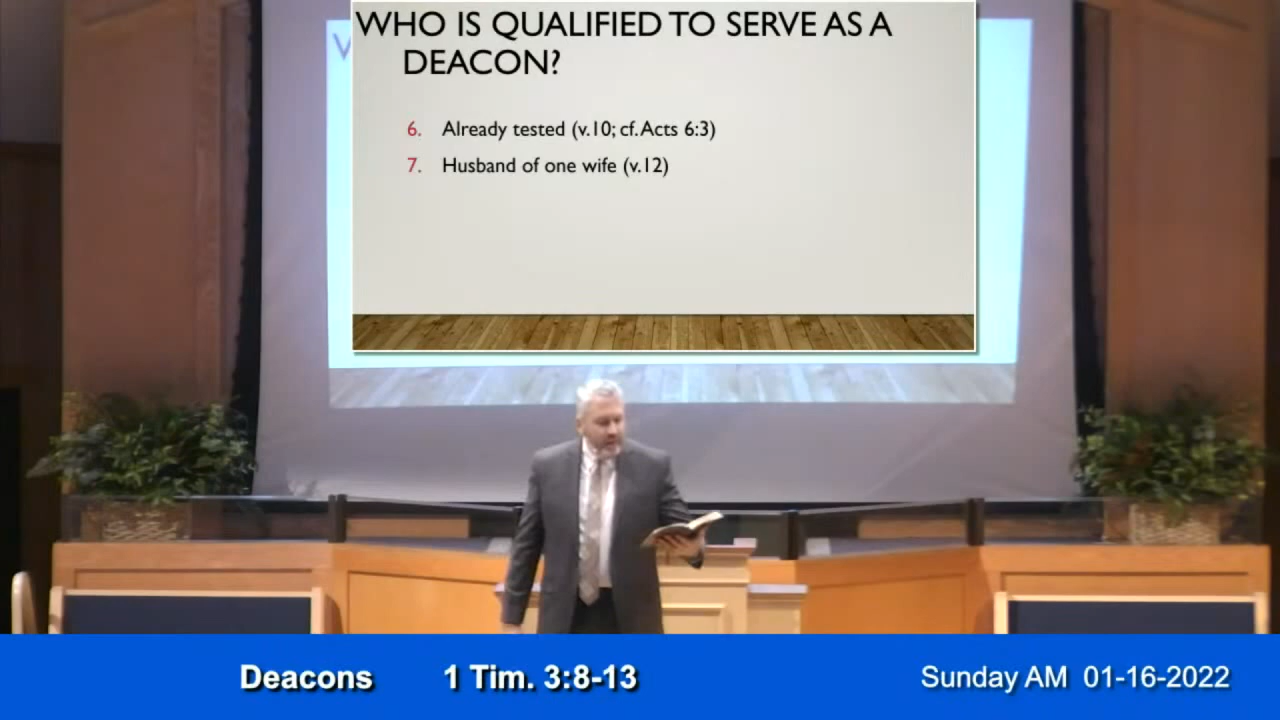 WHO IS QUALIFIED TO SERVE AS A
DEACON?
6. Already tested (v.10; cf. Acts 6:3)
7. Husband of one wife (v.12)
Deacons 1 Tim. 3:8-13 Sunday AM 01-16-2022